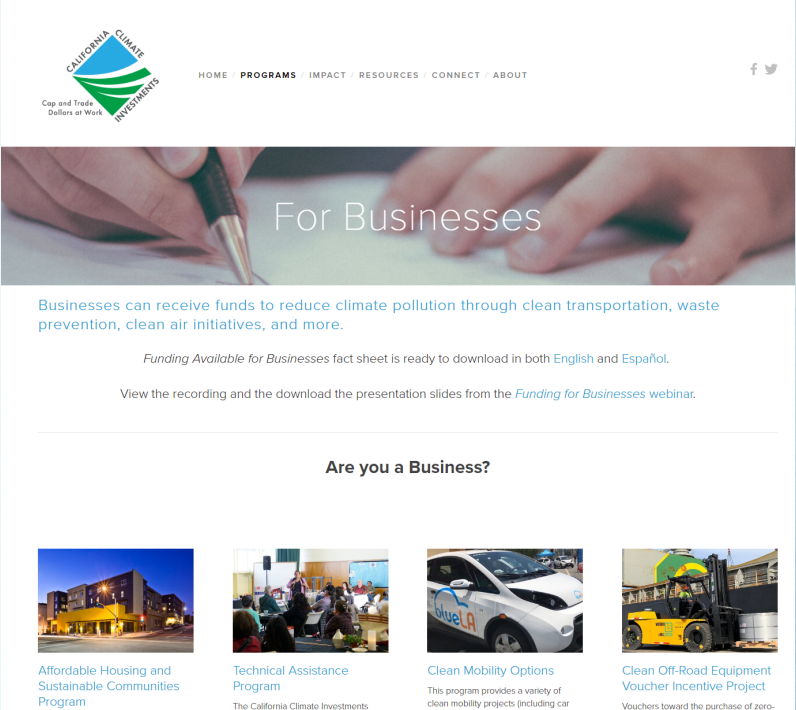 CALIFORNIA CLIMATE
INVESTMENTS
Cap and Trade
Dollars at Work
HOME / PROGRAMS / IMPACT / RESOURCES / CONNECT / ABOUT
For Businesses
Businesses can receive funds to reduce climate pollution through clean transportation, waste
prevention, clean air initiatives, and more.
Funding Available for Businesses fact sheet is ready to download in both English and Español.
View the recording and the download the presentation slides from the Funding for Businesses webinar.
Are you a Business?
blueLA
Affordable Housing and
Sustainable Communities
Program
Technical Assistance
Program
The California Climate Investments
Clean Mobility Options
This program provides a variety of
clean mobility projects (including car
Clean Off-Road Equipment
Voucher Incentive Project
Vouchers toward the purchase of zero-